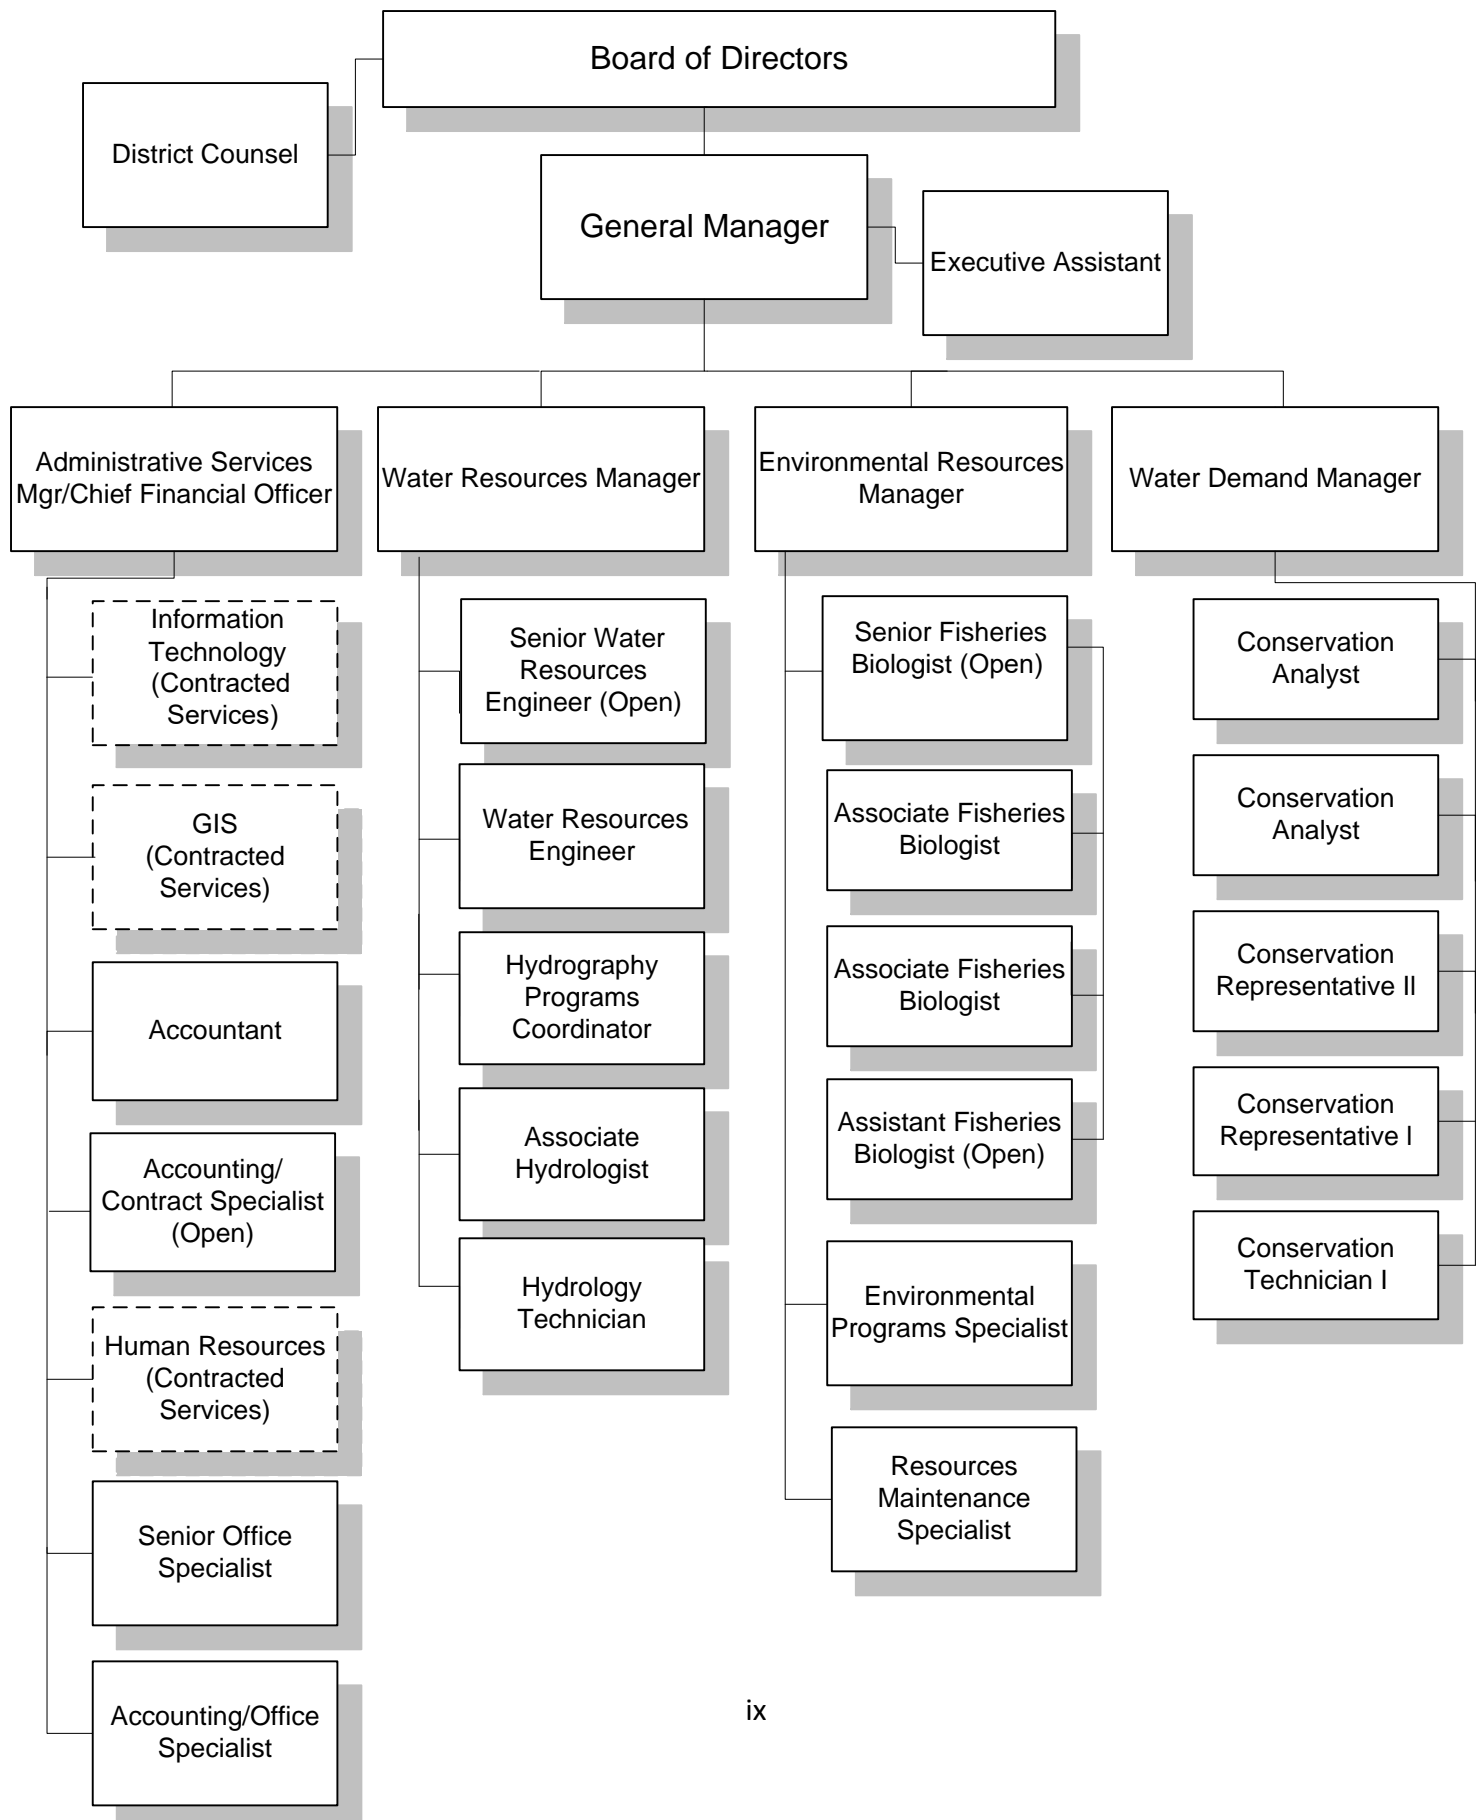 Board of Directors
District Counsel
General Manager
Executive Assistant
Administrative Services
Mgr/Chief Financial Officer
Water Resources Manager
Environmental Resources
Manager
Water Demand Manager
Information
Technology
(Contracted
Services)
GIS
(Contracted
Services)
Accountant
Accounting/
Contract Specialist
(Open)
Human Resources
(Contracted
Services)
Senior Office
Specialist
Accounting/Office
Specialist
Senior Water
Resources
Engineer (Open)
Water Resources
Engineer
Hydrography
Programs
Coordinator
Associate
Hydrologist
Hydrology
Technician
Senior Fisheries
Biologist (Open)
Associate Fisheries
Biologist
Associate Fisheries
Biologist
Assistant Fisheries
Biologist (Open)
Environmental
Programs Specialist
Resources
Maintenance
Specialist
Conservation
Analyst
Conservation
Analyst
Conservation
Representative II
Conservation
Representative I
Conservation
Technician I
ix